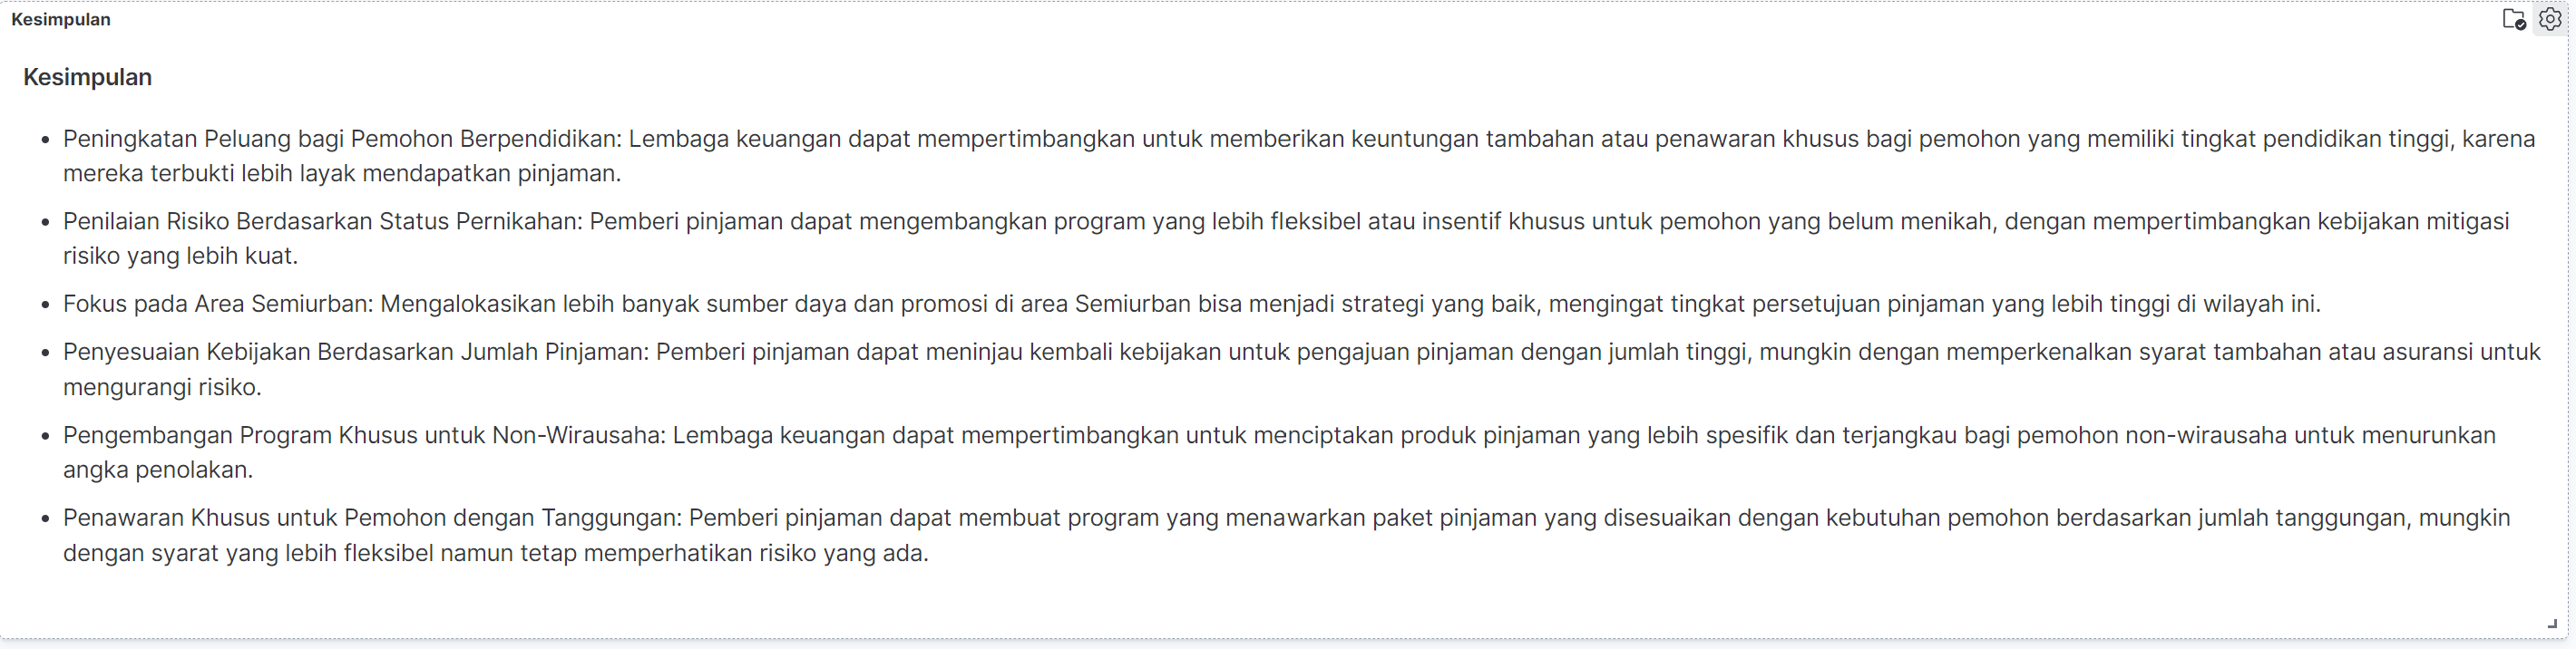 Kesimpulan
Kesimpulan
• Peningkatan Peluang bagi Pemohon Berpendidikan: Lembaga keuangan dapat mempertimbangkan untuk memberikan keuntungan tambahan atau penawaran khusus bagi pemohon yang memiliki tingkat pendidikan tinggi, karena
mereka terbukti lebih layak mendapatkan pinjaman.
• Penilaian Risiko Berdasarkan Status Pernikahan: Pemberi pinjaman dapat mengembangkan program yang lebih fleksibel atau insentif khusus untuk pemohon yang belum menikah, dengan mempertimbangkan kebijakan mitigasi
risiko yang lebih kuat.
• Fokus pada Area Semiurban: Mengalokasikan lebih banyak sumber daya dan promosi di area Semiurban bisa menjadi strategi yang baik, mengingat tingkat persetujuan pinjaman yang lebih tinggi di wilayah ini.
• Penyesuaian Kebijakan Berdasarkan Jumlah Pinjaman: Pemberi pinjaman dapat meninjau kembali kebijakan untuk pengajuan pinjaman dengan jumlah tinggi, mungkin dengan memperkenalkan syarat tambahan atau asuransi untuk
mengurangi risiko.
• Pengembangan Program Khusus untuk Non-Wirausaha: Lembaga keuangan dapat mempertimbangkan untuk menciptakan produk pinjaman yang lebih spesifik dan terjangkau bagi pemohon non-wirausaha untuk menurunkan
angka penolakan.
• Penawaran Khusus untuk Pemohon dengan Tanggungan: Pemberi pinjaman dapat membuat program yang menawarkan paket pinjaman yang disesuaikan dengan kebutuhan pemohon berdasarkan jumlah tanggungan, mungkin
dengan syarat yang lebih fleksibel namun tetap memperhatikan risiko yang ada.